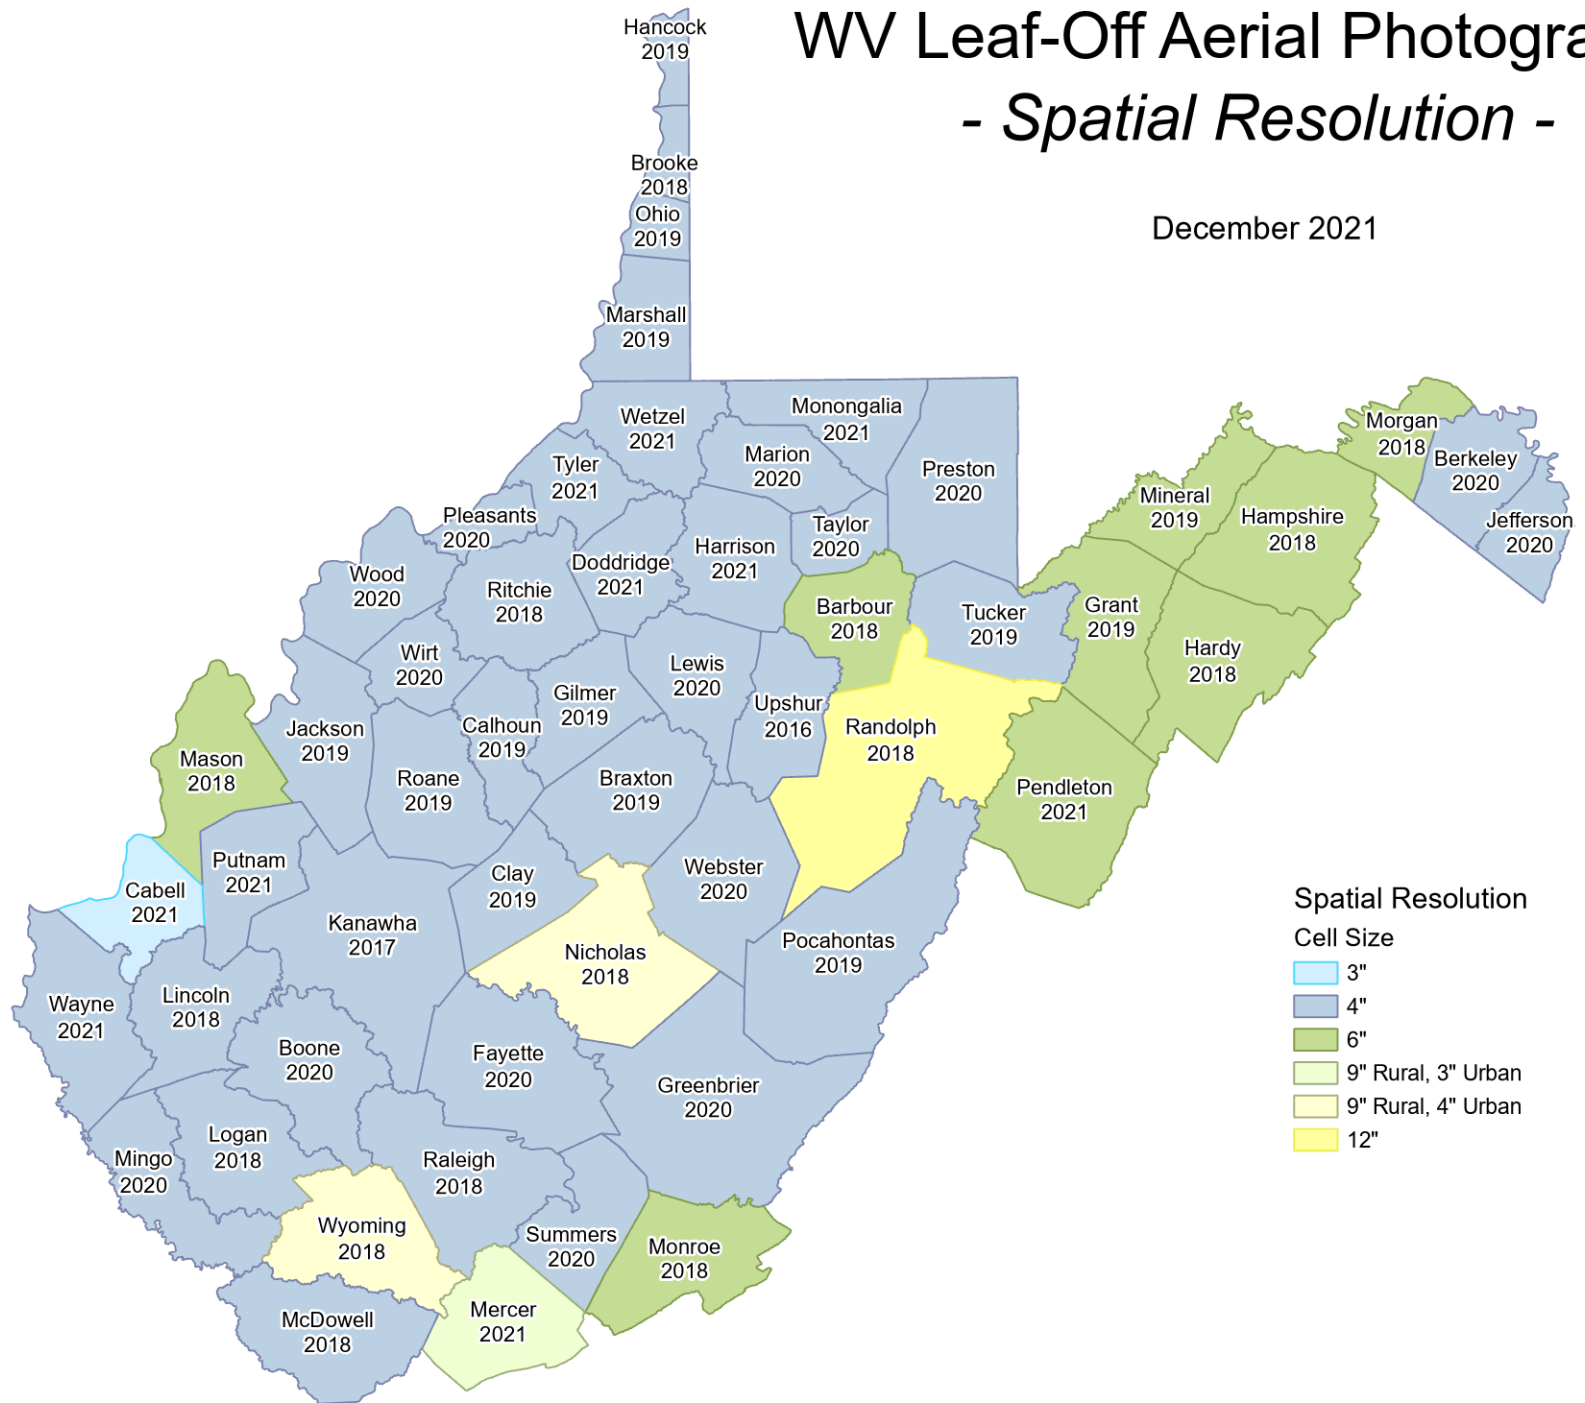 WV Leaf-Off Aerial
- Spatial Resolution -
December 2021
Hancock
2019
Brooke
2018
Ohio
2019
Marshall
2019
Wetzel
2021
Monongalia
2021
Marion
2020
Preston
2020
Tyler
2021
Pleasants
2020
Taylor
2020
Harrison
2021
Doddridge
2021
Wood
2020
Ritchie
2018
Morgan
2018
Berkeley
2020
Jefferson
2020
Mineral
2019
Hampshire
2018
Barbour
2018
Tucker
2019
Grant
2019
Hardy
2018
Wirt
2020
Lewis
2020
Gilmer
2019
Upshur
2016
Calhoun
2019
Jackson
2019
Randolph
2018
Mason
2018
Roane
2019
Braxton
2019
Pendleton
2021
Putnam
2021
Clay
2019
Webster
2020
Cabell
2021
Kanawha
2017
Nicholas
2018
Pocahontas
2019
Wayne
2021
Lincoln
2018
Boone
2020
Fayette
2020
Greenbrier
2020
Logan
2018
Mingo
2020
Raleigh
2018
Wyoming
2018
Summers
2020
Monroe
2018
McDowell
2018
Mercer
2021
Spatial Resolution
Cell Size
3"
4"
6"
9" Rural, 3" Urban
9" Rural, 4" Urban
12"